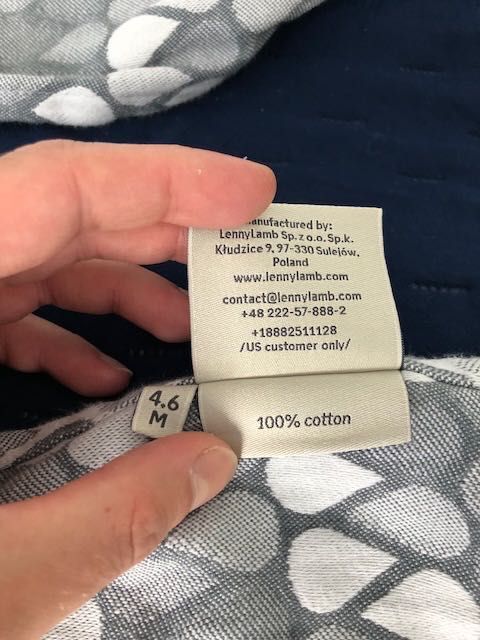 anufactured by:
LennyLamb Sp. z o.o. Sp.k.
Kłudzice 9, 97-330 Sulejów,
Poland
www.lennylamb.com
contact@lennylamb.com
+48 222-57-888-2
+18882511128
/US customer only/
4.6
M
100% cotton